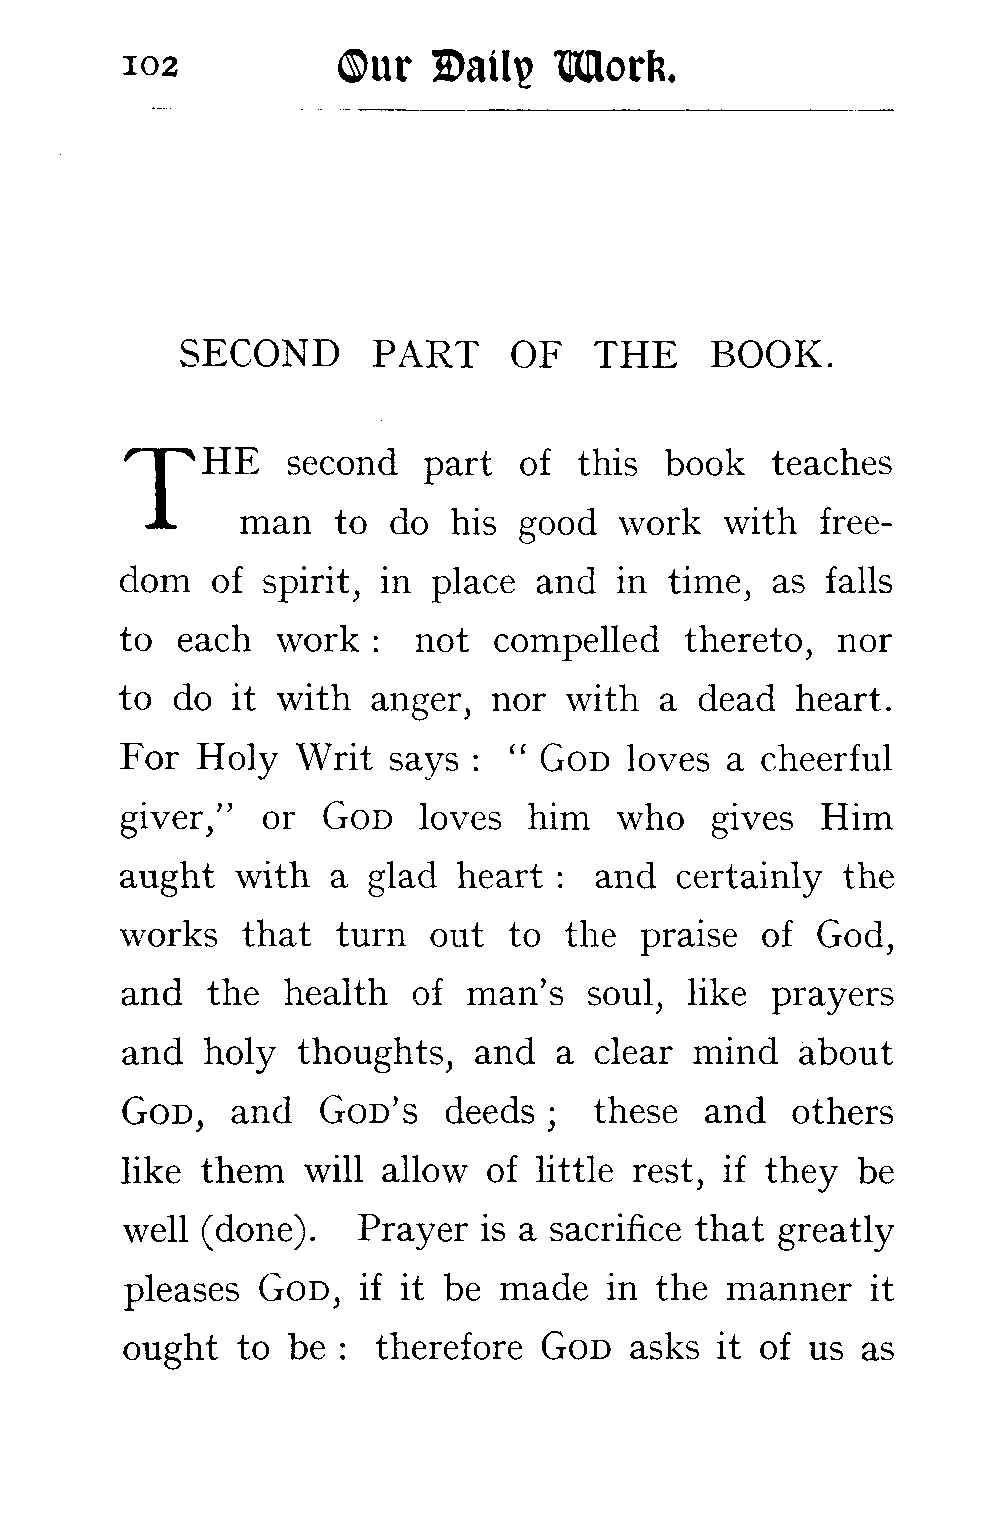 102 Our Daily Work.
SECOND PART OF THE BOOK.
THE second part of this book teaches
man to do his good work with free-
dom of spirit, in place and in time, as falls
to each work : not compelled thereto, nor
to do it with anger, nor with a dead heart.
For Holy Writ says : “ GOD loves a cheerful
giver,” or GOD loves him who gives Him
aught with a glad heart : and certainly the
works that turn out to the praise of God,
and the health of man’s soul, like prayers
and holy thoughts, and a clear mind about
GOD, and GOD’S deeds ; these and others
like them will allow of little rest, if they be
well (done). Prayer is a sacrifice that greatly
pleases GOD, if it be made in the manner it
ought to be : therefore GOD asks it of us as